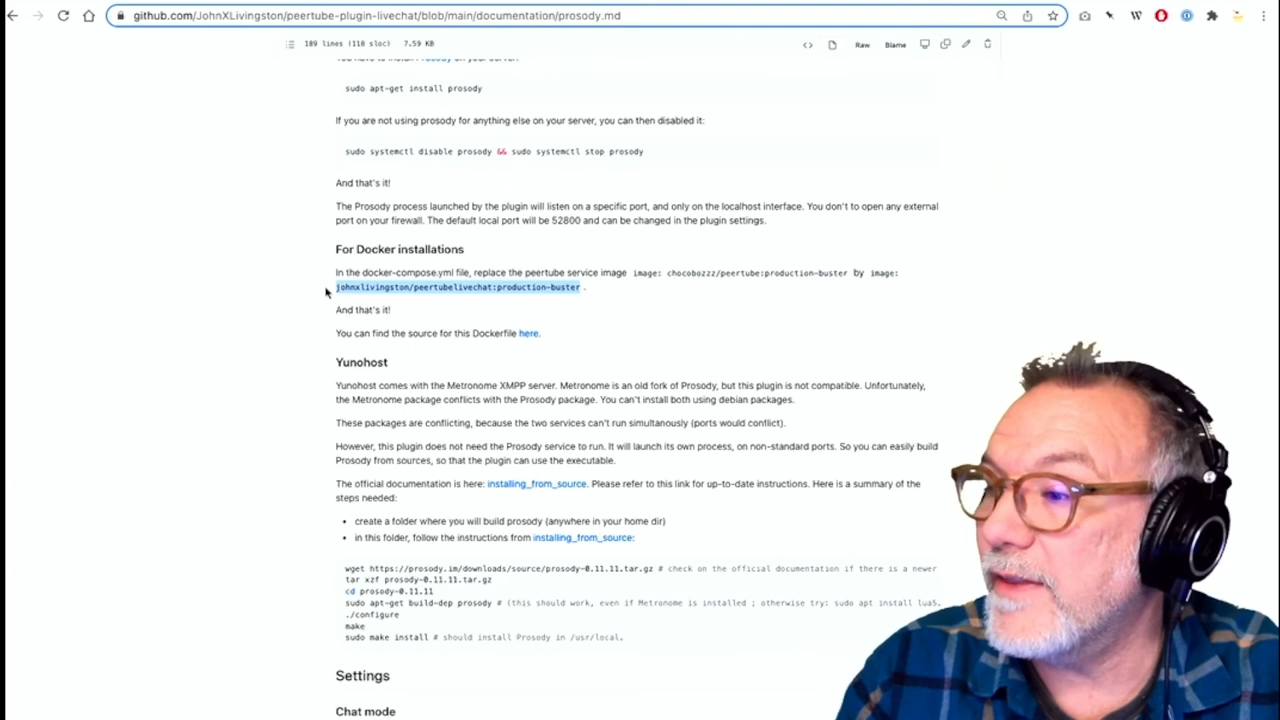 github.com/JohnXLivingston/peertube-plugin-livechat/blob/main/documentation/prosody.md
189 lines (118 sloc) 7.59 KB
Raw Blame
sudo apt-get install prosody
If you are not using prosody for anything else on your server, you can then disabled it:
sudo systemctl disable prosody && sudo systemctl stop prosody
And that's it!
The Prosody process launched by the plugin will listen on a specific port, and only on the localhost interface. You don't to open any external
port on your firewall. The default local port will be 52800 and can be changed in the plugin settings.
For Docker installations
In the docker-compose.yml file, replace the peertube service image image: chocobozzz/peertube:production-buster by image:
johnxlivingston/peertubelivechat:production-buster .
And that's it!
You can find the source for this Dockerfile here.
Yunohost
Yunohost comes with the Metronome XMPP server. Metronome is an old fork of Prosody, but this plugin is not compatible. Unfortunately,
the Metronome package conflicts with the Prosody package. You can't install both using debian packages.
These packages are conflicting, because the two services can't run simultanously (ports would conflict).
However, this plugin does not need the Prosody service to run. It will launch its own process, on non-standard ports. So you can easily build
Prosody from sources, so that the plugin can use the executable.
The official documentation is here: installing_from_source. Please refer to this link for up-to-date instructions. Here is a summary of the
steps needed:
• create a folder where you will build prosody (anywhere in your home dir)
• in this folder, follow the instructions from installing_from_source:
wget https://prosody.im/downloads/source/prosody-0.11.11.tar.gz # check on the official documentation if there is a newer
tar xzf prosody-0.11.11.tar.gz
cd prosody-0.11.11
sudo apt-get build-dep prosody # (this should work, even if Metronome is installed ; otherwise try: sudo apt install lua5.
./configure
make
sudo make install # should install Prosody in /usr/local.
Settings
Chat mode